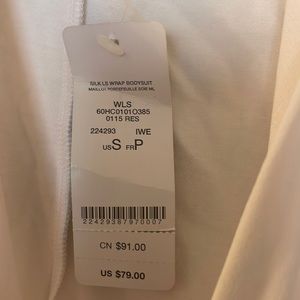 SILK LS WRAP BODYSUIT
MAILLOT PORTEFEUILLE SOIE ML
WLS
60HC0101O385
0115 RES
224293 IWE
US S FR P
22429387970007
CN $91.00
US $79.00